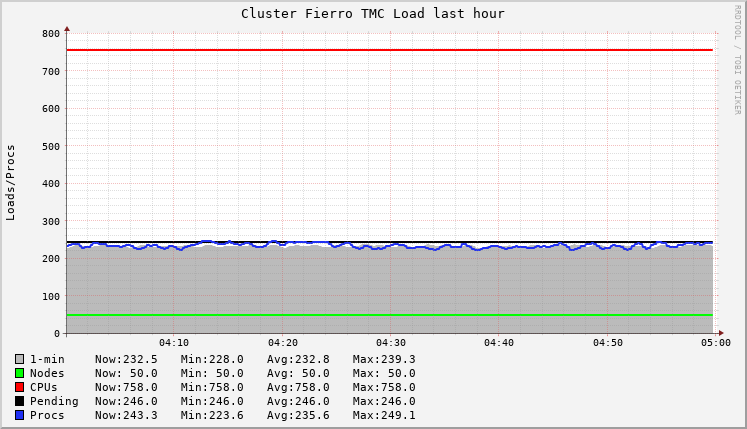 Cluster Fierro TMC Load last hour
RRDTOOL / TOBI OETIKER
Loads/Procs
800
700
600
500
400
300
200
100
0
04:10 04:20 04:30 04:40 04:50 05:00
1-min Now:232.5 Min:228.0 Avg:232.8 Max:239.3
Nodes Now: 50.0 Min: 50.0 Avg: 50.0 Max: 50.0
CPUs Now:758.0 Min:758.0 Avg:758.0 Max:758.0
Pending Now:246.0 Min:246.0 Avg:246.0 Max:246.0
Procs Now:243.3 Min:223.6 Avg:235.6 Max:249.1